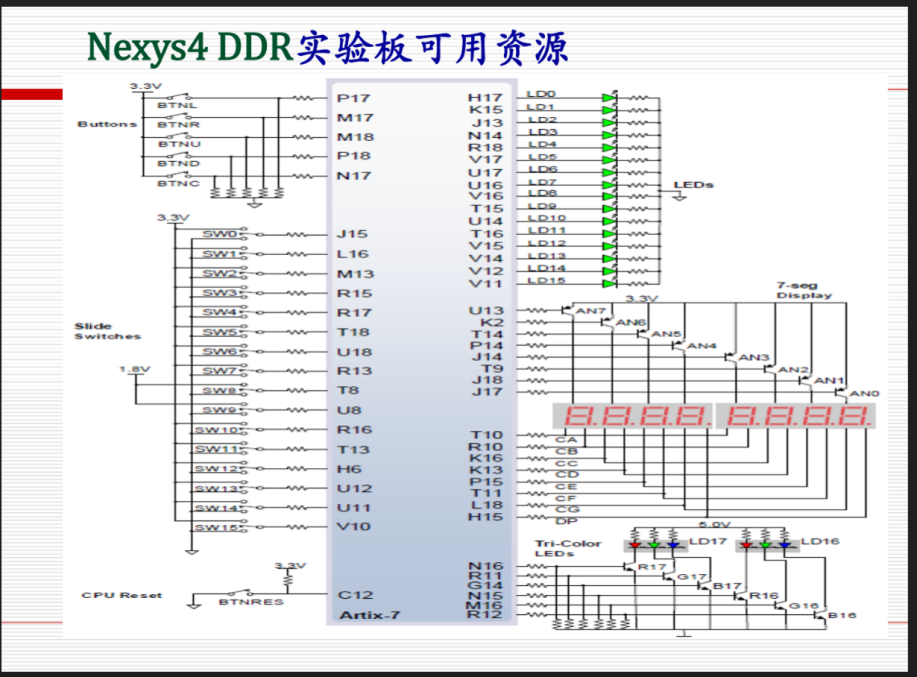 Nexys4 DDR实验板可用资源
3.3V
BTNL
BTNR
Buttons
BTNU
BTND
BTNC
P17
M17
M18
P18
N17
3.3V
SW0
SW1
SW2
SW3
SW4
SW5
SW6
SW7
SW8
SW9
SW10
SW11
SW12
SW13
SW14
SW15
Slide
Switches
1.8V
J15
L16
M13
R15
R17
T18
U18
R13
T8
U8
R16
T13
H6
U12
U11
V10
3.3V
CPU Reset
BTNRES
C12
Artix-7
H17
K15
J13
N14
R18
V17
U17
U16
V16
T15
U14
T16
V15
V14
V12
V11
LD0
LD1
LD2
LD3
LD4
LD5
LD6
LD7
LD8
LD9
LD10
LD11
LD12
LD13
LD14
LD15
LEDs
7-seg
Display
3.3V
U13
K2
T14
P14
J14
T9
J18
J17
AN7
AN6
AN5
AN4
AN3
AN2
AN1
AN0
8.8.8.8. 8.8.8.8.
T10
R10
K16
K13
P15
T11
L18
H15
CA
CB
CC
CD
CE
CF
CG
DP
5.0V
Tri-Color
LEDs
LD17
LD16
N16
R11
G14
N15
M16
R12
R17
G17
B17
R16
G16
B16